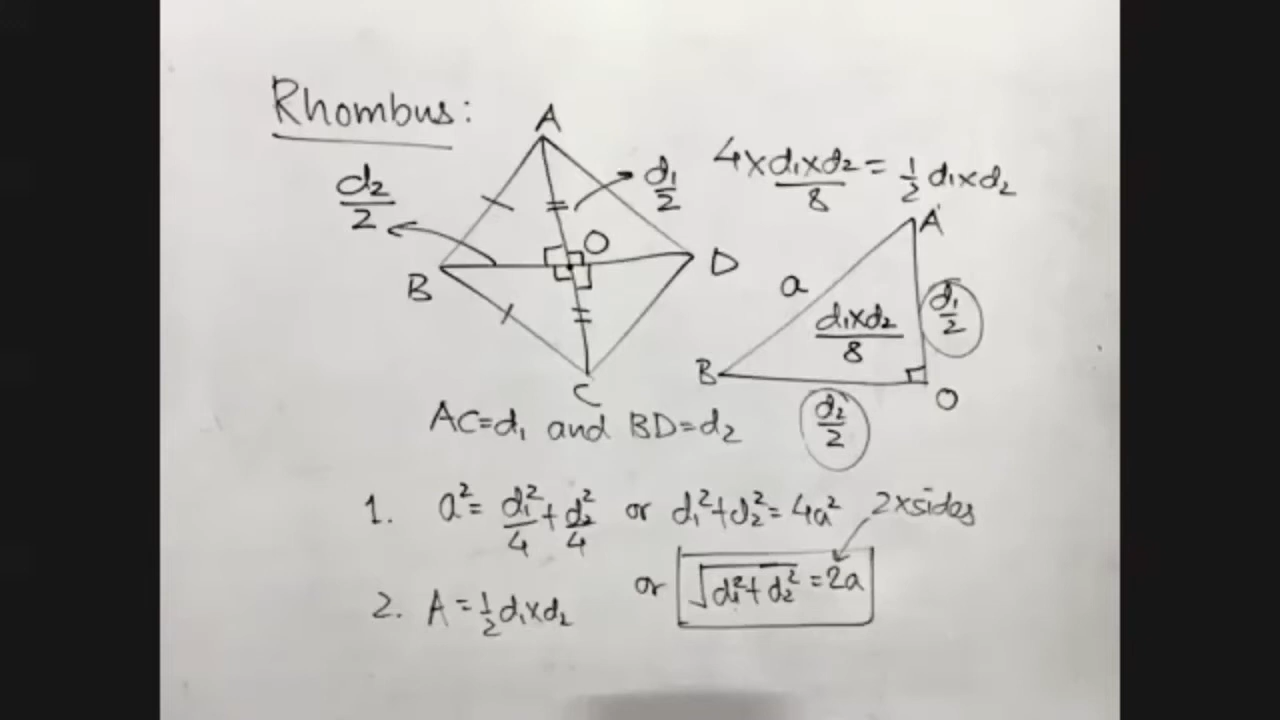 Rhombus:
A
d₂/2
d₁/2
4×d₁×d₂/8 = 1/2 d₁×d₂
O
B
D
C
A
a
d₁×d₂/8
d₁/2
B
O
d₂/2
AC=d₁ and BD=d₂
1. a² = d₁²/4 + d₂²/4 or d₁²+d₂²=4a² 2×sides
or √d₁²+d₂² = 2a
2. A = 1/2 d₁×d₂